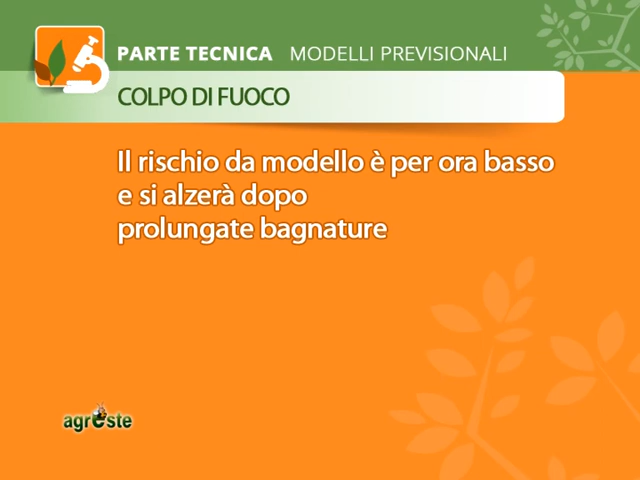 PARTE TECNICA MODELLI PREVISIONALI
COLPO DI FUOCO
Il rischio da modello è per ora basso
e si alzerà dopo
prolungate bagnature
agreste